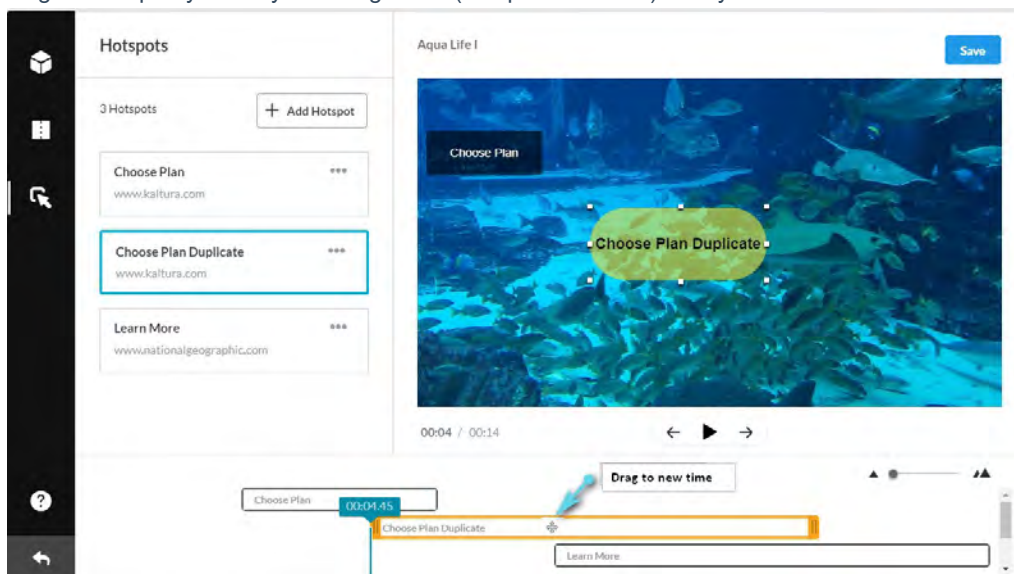 Hotspots
Aqua Life I
Save
3 Hotspots
+ Add Hotspot
Choose Plan
www.kaltura.com
Choose Plan Duplicate
www.kaltura.com
Learn More
www.nationalgeographic.com
Choose Plan
Choose Plan Duplicate
00:04 / 00:14
Drag to new time
Choose Plan
00:04.45
Choose Plan Duplicate
Learn More
?